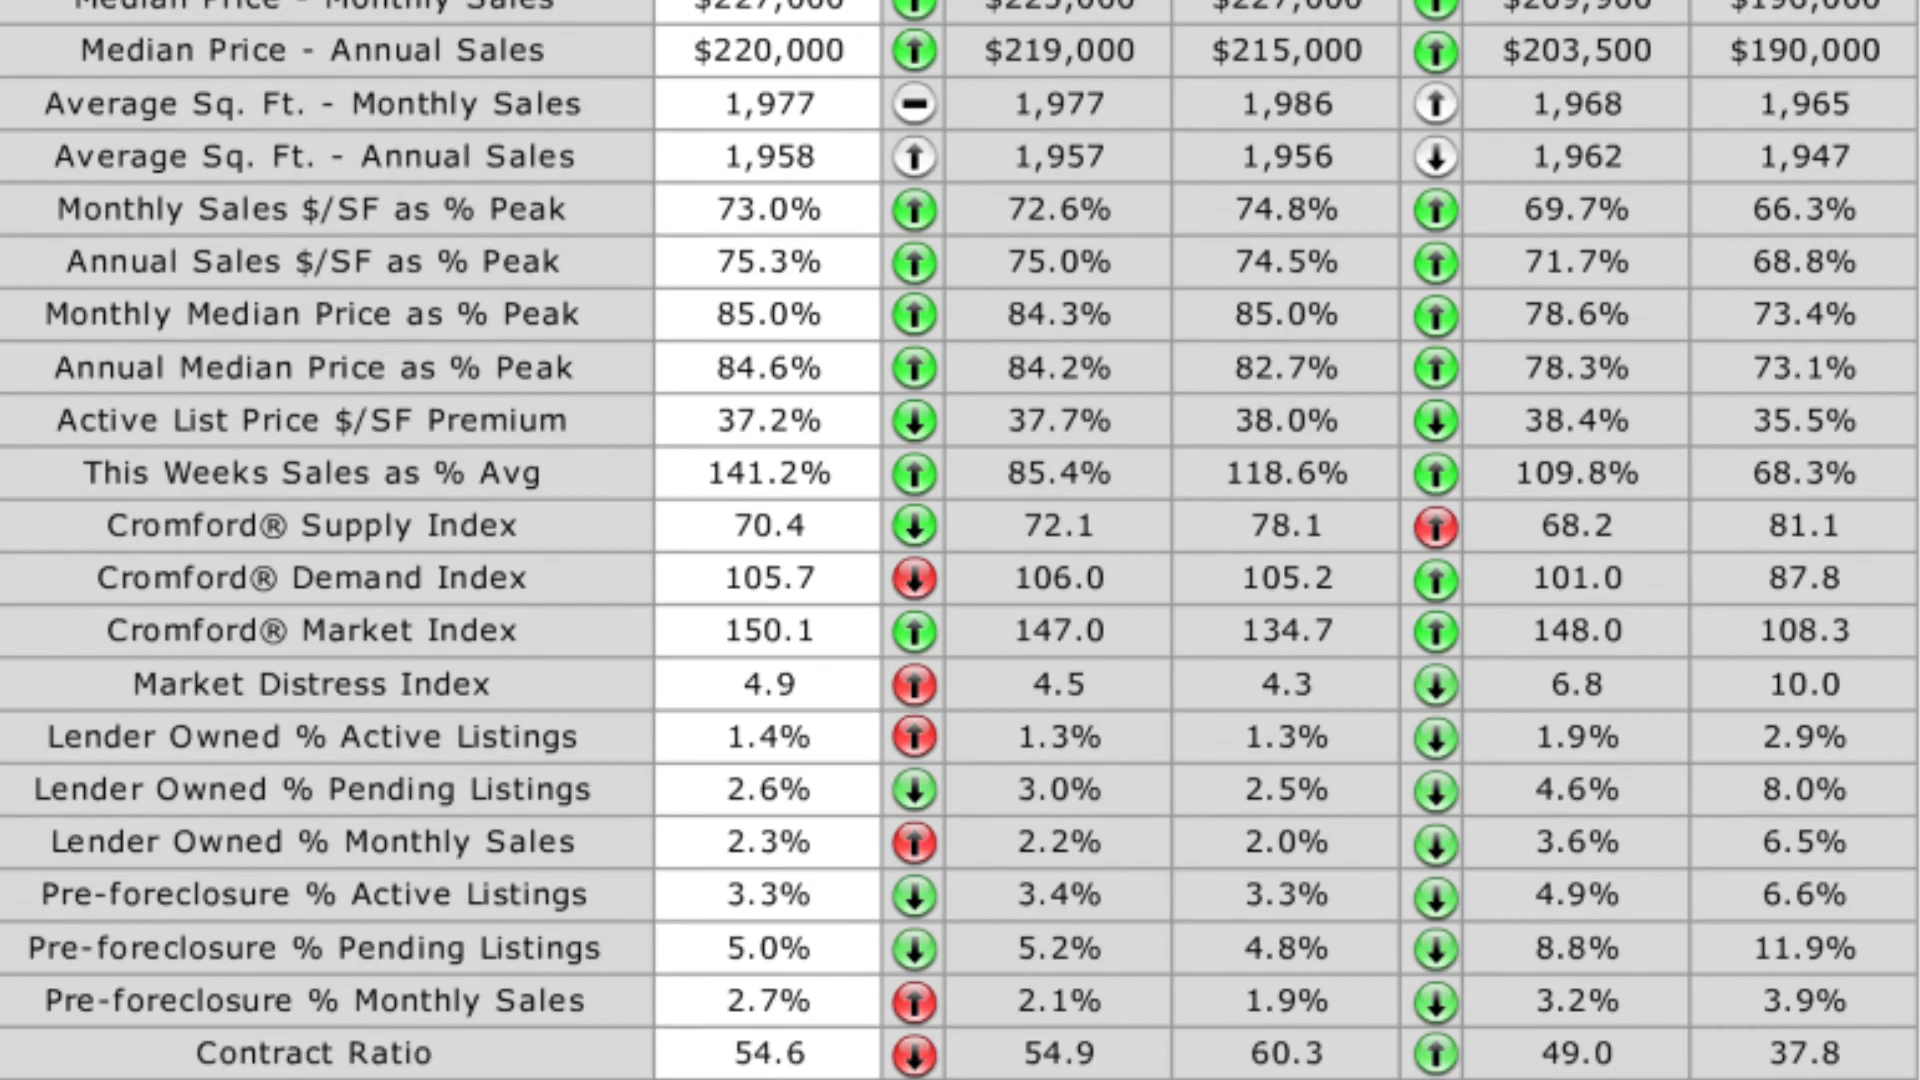 Median Price - Monthly Sales $227,000 $225,000 $227,000 $209,900 $190,000
Median Price - Annual Sales $220,000 $219,000 $215,000 $203,500 $190,000
Average Sq. Ft. - Monthly Sales 1,977 1,977 1,986 1,968 1,965
Average Sq. Ft. - Annual Sales 1,958 1,957 1,956 1,962 1,947
Monthly Sales $/SF as % Peak 73.0% 72.6% 74.8% 69.7% 66.3%
Annual Sales $/SF as % Peak 75.3% 75.0% 74.5% 71.7% 68.8%
Monthly Median Price as % Peak 85.0% 84.3% 85.0% 78.6% 73.4%
Annual Median Price as % Peak 84.6% 84.2% 82.7% 78.3% 73.1%
Active List Price $/SF Premium 37.2% 37.7% 38.0% 38.4% 35.5%
This Weeks Sales as % Avg 141.2% 85.4% 118.6% 109.8% 68.3%
Cromford® Supply Index 70.4 72.1 78.1 68.2 81.1
Cromford® Demand Index 105.7 106.0 105.2 101.0 87.8
Cromford® Market Index 150.1 147.0 134.7 148.0 108.3
Market Distress Index 4.9 4.5 4.3 6.8 10.0
Lender Owned % Active Listings 1.4% 1.3% 1.3% 1.9% 2.9%
Lender Owned % Pending Listings 2.6% 3.0% 2.5% 4.6% 8.0%
Lender Owned % Monthly Sales 2.3% 2.2% 2.0% 3.6% 6.5%
Pre-foreclosure % Active Listings 3.3% 3.4% 3.3% 4.9% 6.6%
Pre-foreclosure % Pending Listings 5.0% 5.2% 4.8% 8.8% 11.9%
Pre-foreclosure % Monthly Sales 2.7% 2.1% 1.9% 3.2% 3.9%
Contract Ratio 54.6 54.9 60.3 49.0 37.8